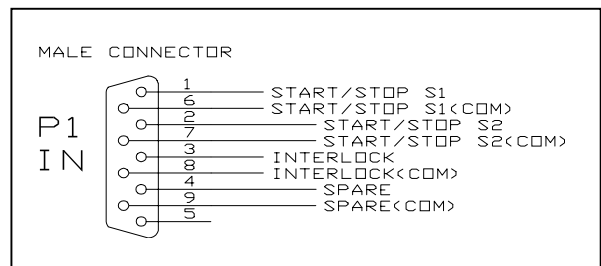 MALE CONNECTOR
P1
IN
1 START/STOP S1
6 START/STOP S1(COM)
2 START/STOP S2
7 START/STOP S2(COM)
3 INTERLOCK
8 INTERLOCK(COM)
4 SPARE
9 SPARE(COM)
5